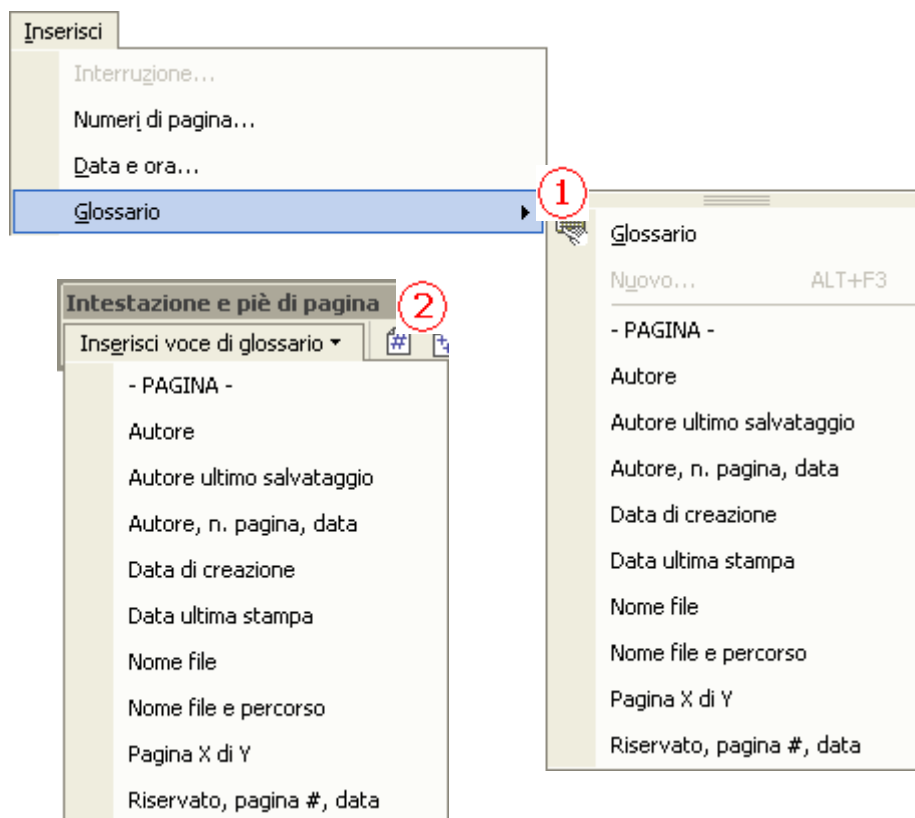 Inserisci
Interruzione...
Numeri di pagina...
Data e ora...
Glossario
1
Glossario
Nuovo... ALT+F3
- PAGINA -
Autore
Autore ultimo salvataggio
Autore, n. pagina, data
Data di creazione
Data ultima stampa
Nome file
Nome file e percorso
Pagina X di Y
Riservato, pagina #, data
Intestazione e piè di pagina
2
Inserisci voce di glossario
- PAGINA -
Autore
Autore ultimo salvataggio
Autore, n. pagina, data
Data di creazione
Data ultima stampa
Nome file
Nome file e percorso
Pagina X di Y
Riservato, pagina #, data